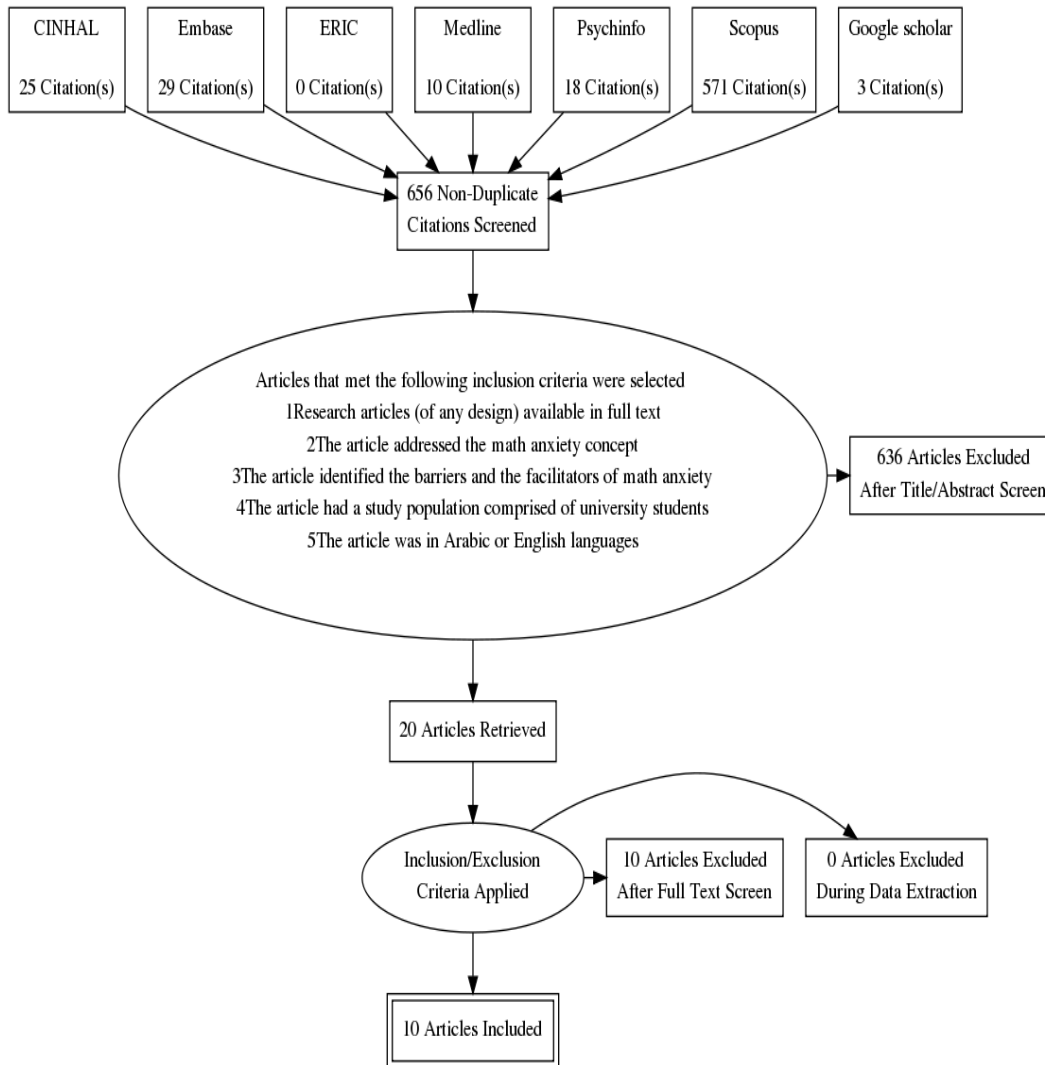 CINHAL
25 Citation(s)
Embase
29 Citation(s)
ERIC
0 Citation(s)
Medline
10 Citation(s)
Psychinfo
18 Citation(s)
Scopus
571 Citation(s)
Google scholar
3 Citation(s)
656 Non-Duplicate
Citations Screened
Articles that met the following inclusion criteria were selected
1Research articles (of any design) available in full text
2The article addressed the math anxiety concept
3The article identified the barriers and the facilitators of math anxiety
4The article had a study population comprised of university students
5The article was in Arabic or English languages
636 Articles Excluded
After Title/Abstract Screen
20 Articles Retrieved
Inclusion/Exclusion
Criteria Applied
10 Articles Excluded
After Full Text Screen
0 Articles Excluded
During Data Extraction
10 Articles Included